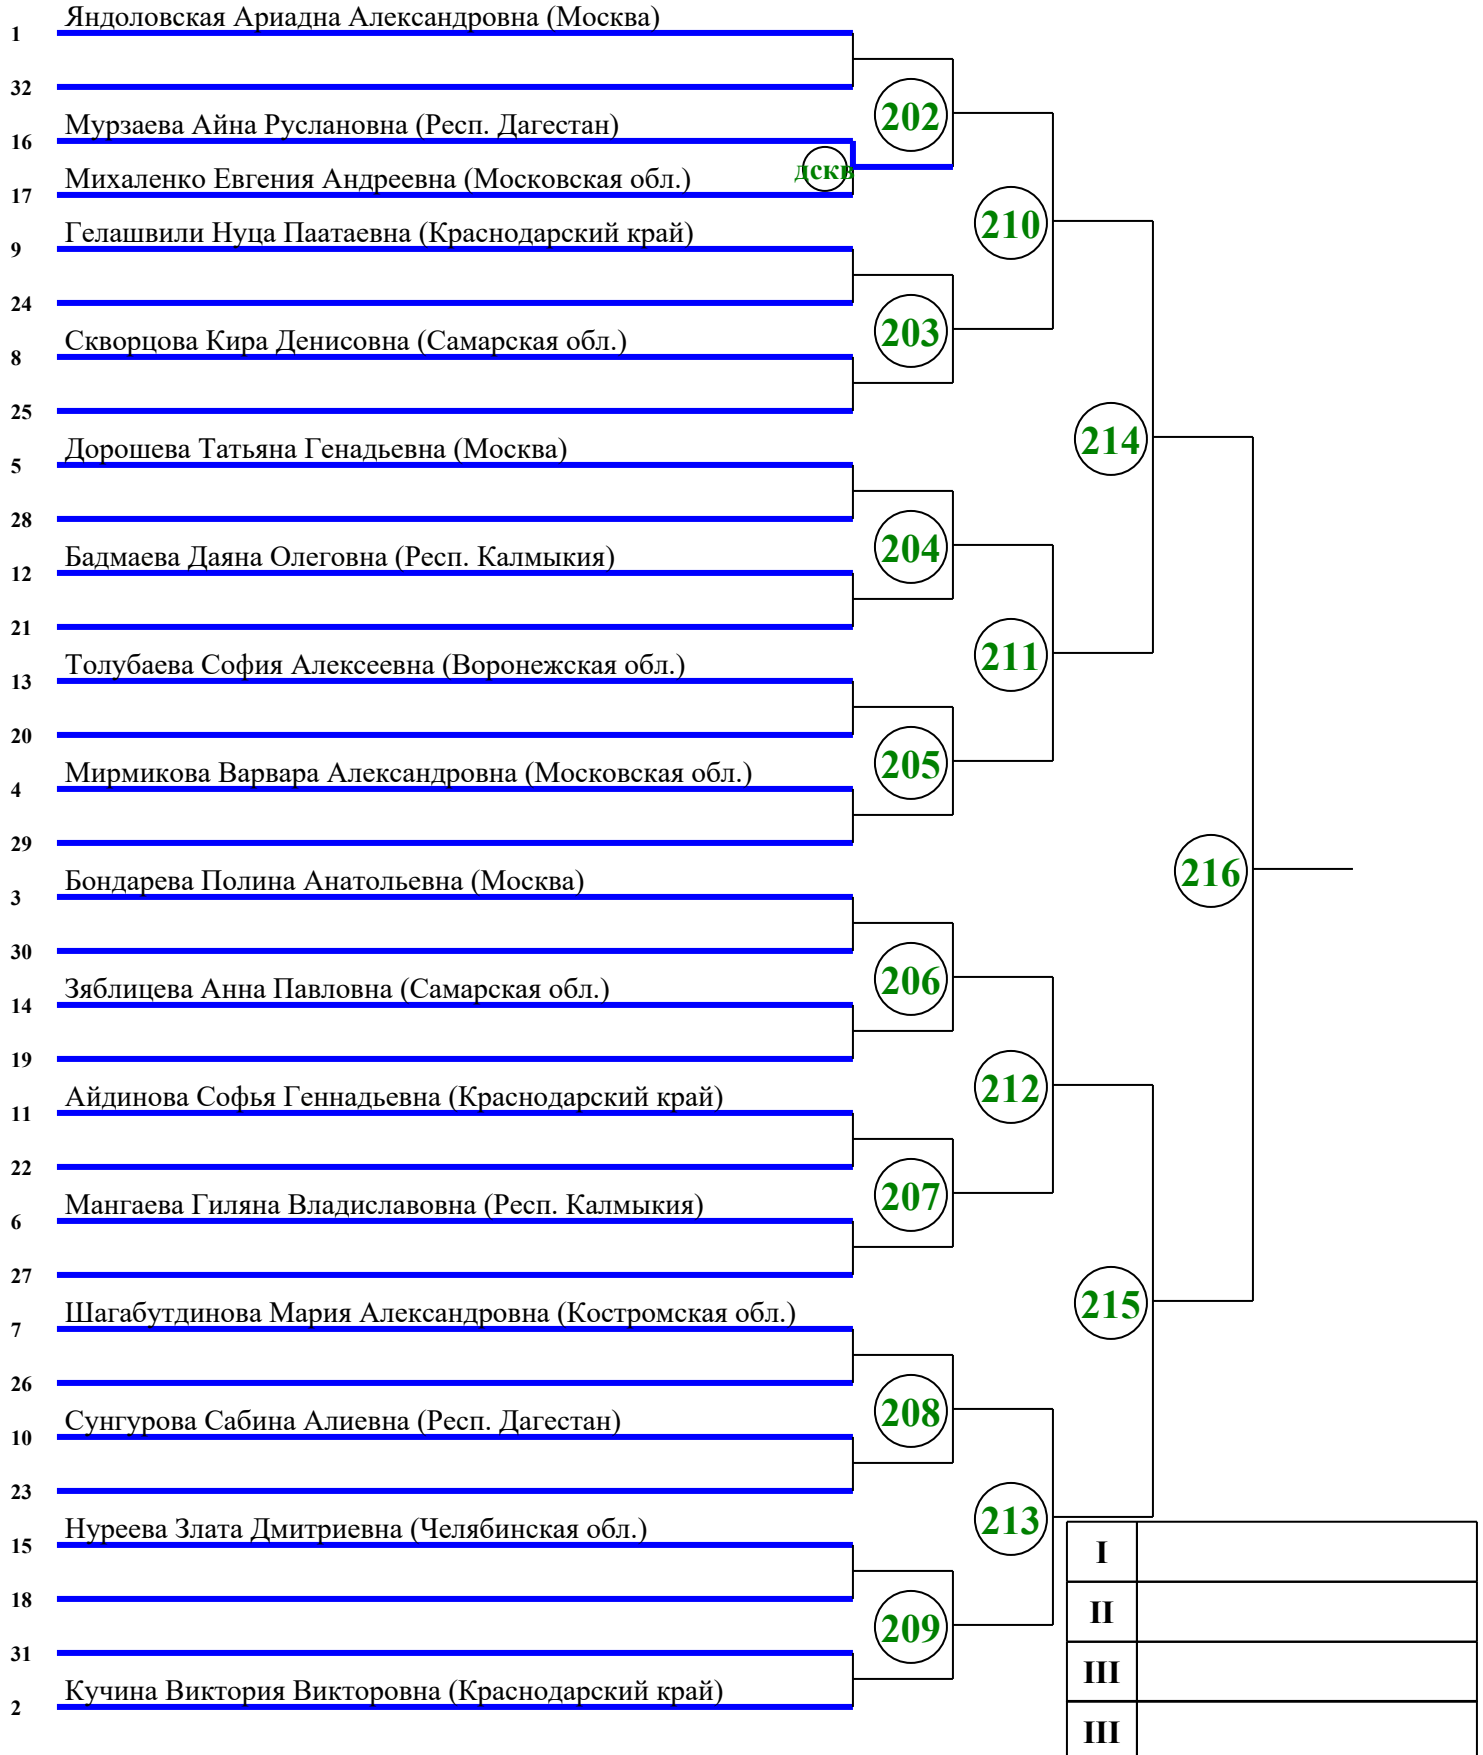 Яндоловская Ариадна Александровна (Москва)
1
32
202
Мурзаева Айна Руслановна (Респ. Дагестан)
16
дскв
Михаленко Евгения Андреевна (Московская обл.)
17
210
Гелашвили Нуца Паатаевна (Краснодарский край)
9
24
203
Скворцова Кира Денисовна (Самарская обл.)
8
25
214
Дорошева Татьяна Генадьевна (Москва)
5
28
204
Бадмаева Даяна Олеговна (Респ. Калмыкия)
12
21
211
Толубаева София Алексеевна (Воронежская обл.)
13
20
205
Мирмикова Варвара Александровна (Московская обл.)
4
29
216
Бондарева Полина Анатольевна (Москва)
3
30
206
Зяблицева Анна Павловна (Самарская обл.)
14
19
212
Айдинова Софья Геннадьевна (Краснодарский край)
11
22
207
Мангаева Гиляна Владиславовна (Респ. Калмыкия)
6
27
215
Шагабутдинова Мария Александровна (Костромская обл.)
7
26
208
Сунгурова Сабина Алиевна (Респ. Дагестан)
10
23
213
Нуреева Злата Дмитриевна (Челябинская обл.)
15
I
18
II
209
31
III
Кучина Виктория Викторовна (Краснодарский край)
2
III